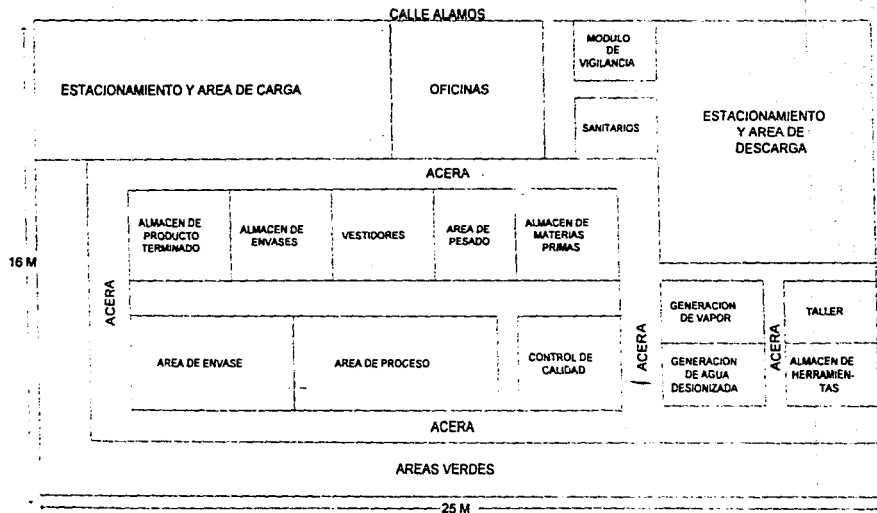 CALLE ALAMOS
ESTACIONAMIENTO Y AREA DE CARGA
OFICINAS
MODULO
DE
VIGILANCIA
SANITARIOS
ESTACIONAMIENTO
Y AREA DE
DESCARGA
ACERA
ALMACEN DE
PRODUCTO
TERMINADO
ALMACEN DE
ENVASES
VESTIDORES
AREA DE
PESADO
ALMACEN DE
MATERIAS
PRIMAS
16 M
ACERA
GENERACION
DE VAPOR
TALLER
AREA DE ENVASE
AREA DE PROCESO
CONTROL DE
CALIDAD
ACERA
GENERACION
DE AGUA
DESIONIZADA
ACERA
ALMACEN DE
HERRAMIEN-
TAS
ACERA
AREAS VERDES
25 M